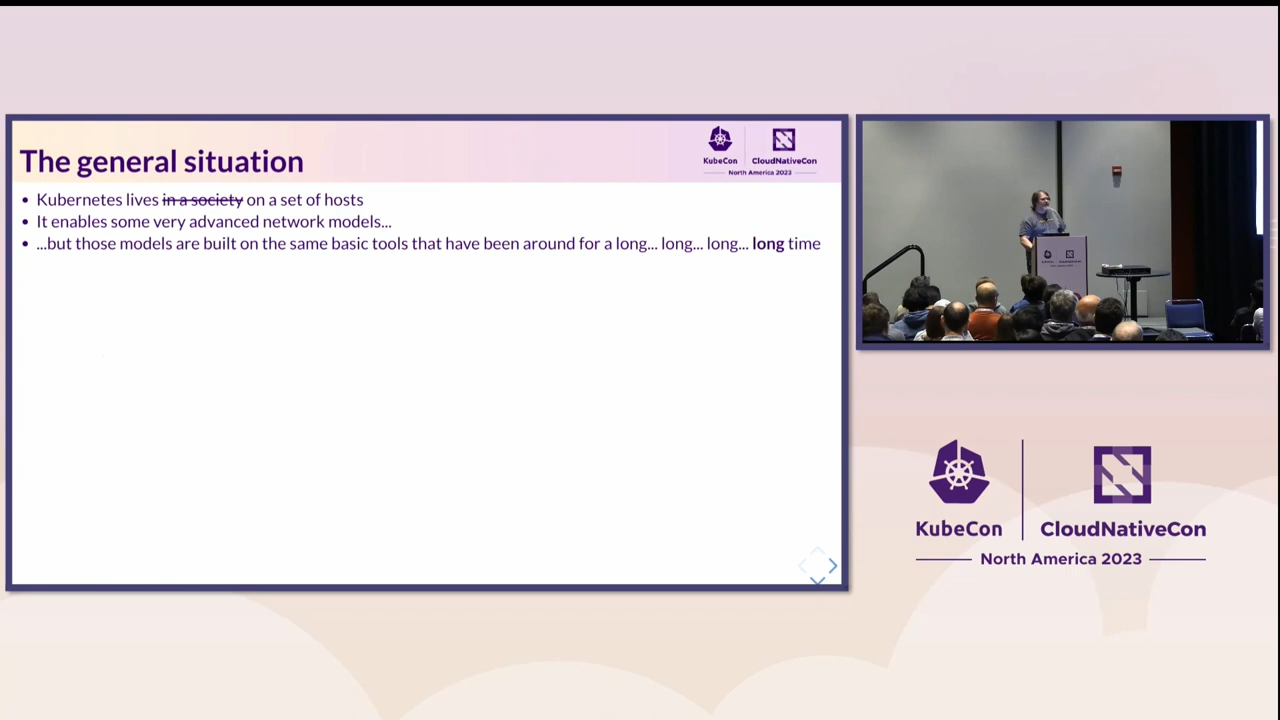 The general situation
KubeCon
CloudNativeCon
North America 2023
Kubernetes lives in a society on a set of hosts
It enables some very advanced network models...
...but those models are built on the same basic tools that have been around for a long... long... long... long time
KubeCon
CloudNativeCon
North America 2023